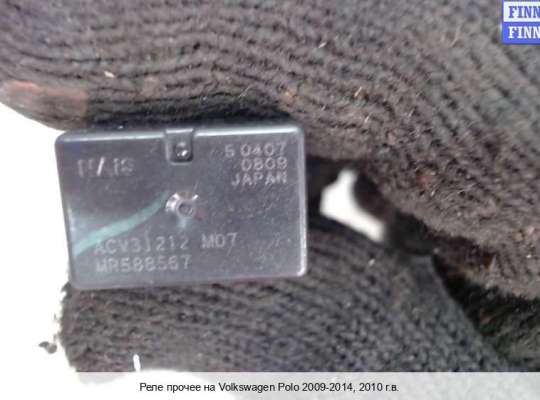 FINN
FINN
NAIS
5 0407
0809
JAPAN
ACV31212 M07
MR588567
Реле прочее на Volkswagen Polo 2009-2014, 2010 г.в.